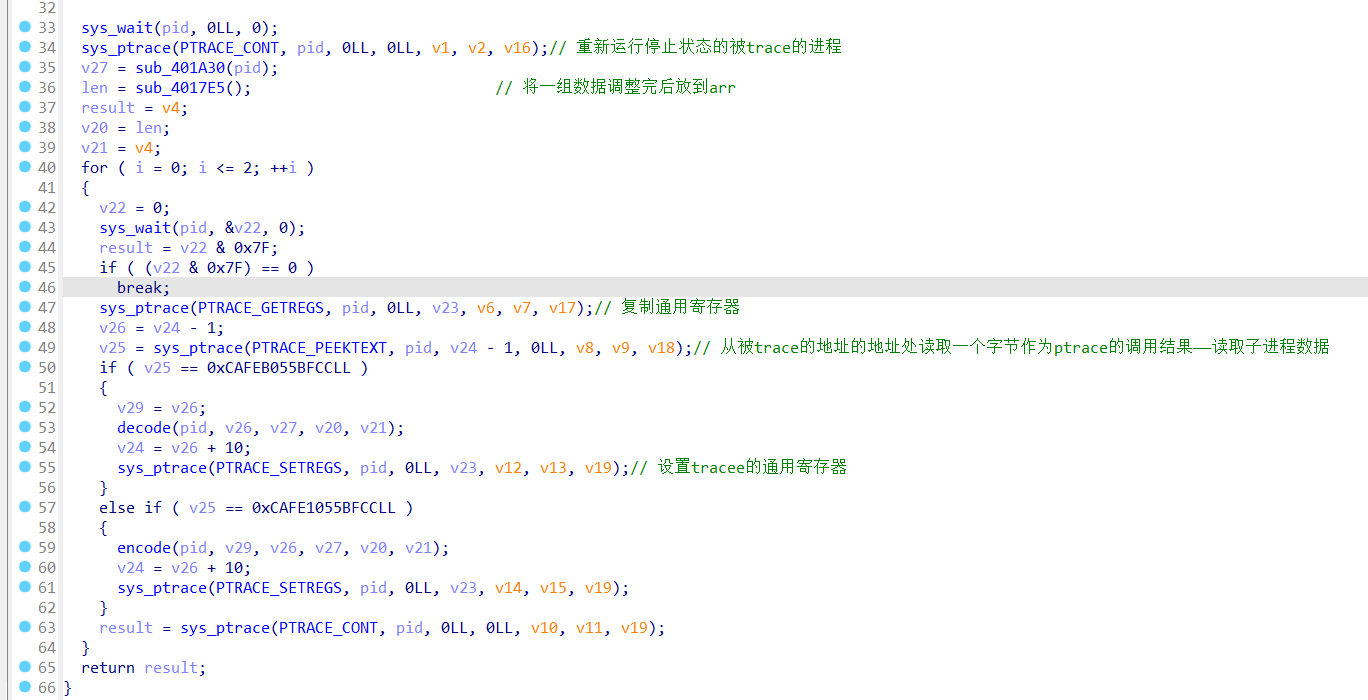 32
33 sys_wait(pid, 0LL, 0);
34 sys_ptrace(PTRACE_CONT, pid, 0LL, 0LL, v1, v2, v16);// 重新运行停止状态的被trace的进程
35 v27 = sub_401A30(pid);
36 len = sub_4017E5(); // 将一组数据调整完后放到arr
37 result = v4;
38 v20 = len;
39 v21 = v4;
40 for ( i = 0; i <= 2; ++i )
41 {
42 v22 = 0;
43 sys_wait(pid, &v22, 0);
44 result = v22 & 0x7F;
45 if ( (v22 & 0x7F) == 0 )
46 break;
47 sys_ptrace(PTRACE_GETREGS, pid, 0LL, v23, v6, v7, v17);// 复制通用寄存器
48 v26 = v24 - 1;
49 v25 = sys_ptrace(PTRACE_PEEKTEXT, pid, v24 - 1, 0LL, v8, v9, v18);// 从被trace的地址的地址处读取一个字节作为ptrace的调用结果——读取子进程数据
50 if ( v25 == 0xCAFEB055BFCCLL )
51 {
52 v29 = v26;
53 decode(pid, v26, v27, v20, v21);
54 v24 = v26 + 10;
55 sys_ptrace(PTRACE_SETREGS, pid, 0LL, v23, v12, v13, v19);// 设置tracee的通用寄存器
56 }
57 else if ( v25 == 0xCAFE1055BFCCLL )
58 {
59 encode(pid, v29, v26, v27, v20, v21);
60 v24 = v26 + 10;
61 sys_ptrace(PTRACE_SETREGS, pid, 0LL, v23, v14, v15, v19);
62 }
63 result = sys_ptrace(PTRACE_CONT, pid, 0LL, 0LL, v10, v11, v19);
64 }
65 return result;
66 }